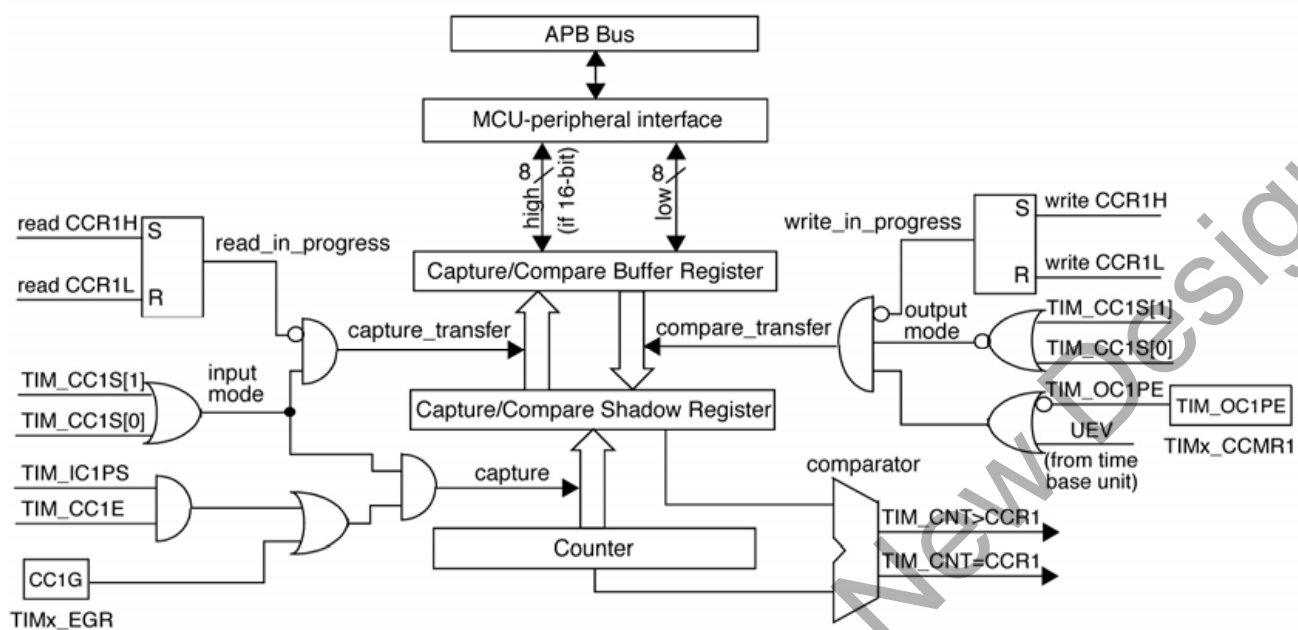 APB Bus
MCU-peripheral interface
8
high
(if 16-bit)
8
low
read CCR1H
S
read_in_progress
read CCR1L
R
write_in_progress
S
write CCR1H
R
write CCR1L
Capture/Compare Buffer Register
capture_transfer
compare_transfer
output
mode
TIM_CC1S[1]
TIM_CC1S[0]
TIM_CC1S[1]
input
mode
TIM_CC1S[0]
Capture/Compare Shadow Register
TIM_OC1PE
TIM_OC1PE
UEV
TIMx_CCMR1
(from time
base unit)
TIM_IC1PS
TIM_CC1E
capture
comparator
Counter
TIM_CNT>CCR1
TIM_CNT=CCR1
CC1G
TIMx_EGR
New Desig